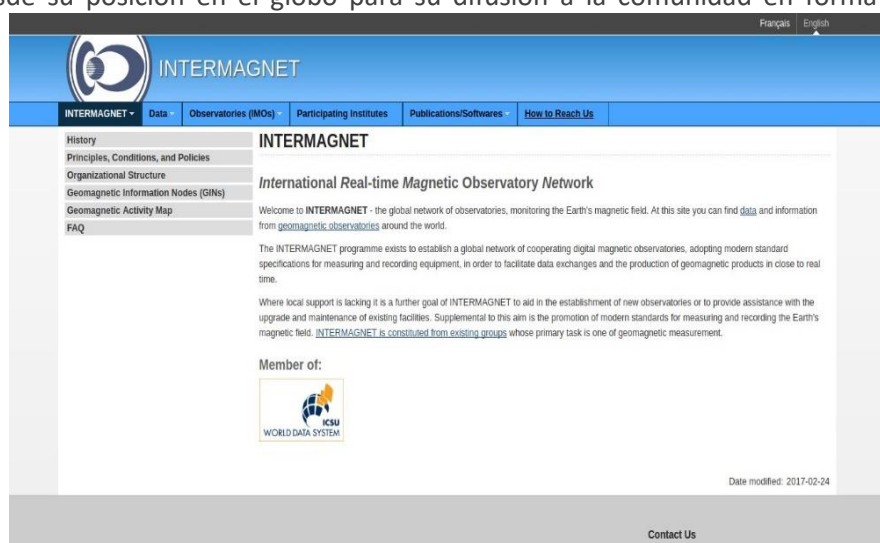 sde su posición en el globo para su difusión a la comunidad en forma
Français English
INTERMAGNET
INTERMAGNET Data Observatories (IMOs) Participating Institutes Publications/Softwares How to Reach Us
History
Principles, Conditions, and Policies
Organizational Structure
Geomagnetic Information Nodes (GINs)
Geomagnetic Activity Map
FAQ
INTERMAGNET
International Real-time Magnetic Observatory Network
Welcome to INTERMAGNET - the global network of observatories, monitoring the Earth's magnetic field. At this site you can find data and information
from geomagnetic observatories around the world.
The INTERMAGNET programme exists to establish a global network of cooperating digital magnetic observatories, adopting modern standard
specifications for measuring and recording equipment, in order to facilitate data exchanges and the production of geomagnetic products in close to real
time.
Where local support is lacking it is a further goal of INTERMAGNET to aid in the establishment of new observatories or to provide assistance with the
upgrade and maintenance of existing facilities. Supplemental to this aim is the promotion of modern standards for measuring and recording the Earth's
magnetic field. INTERMAGNET is constituted from existing groups whose primary task is one of geomagnetic measurement.
Member of:
ICSU
WORLD DATA SYSTEM
Date modified: 2017-02-24
Contact Us